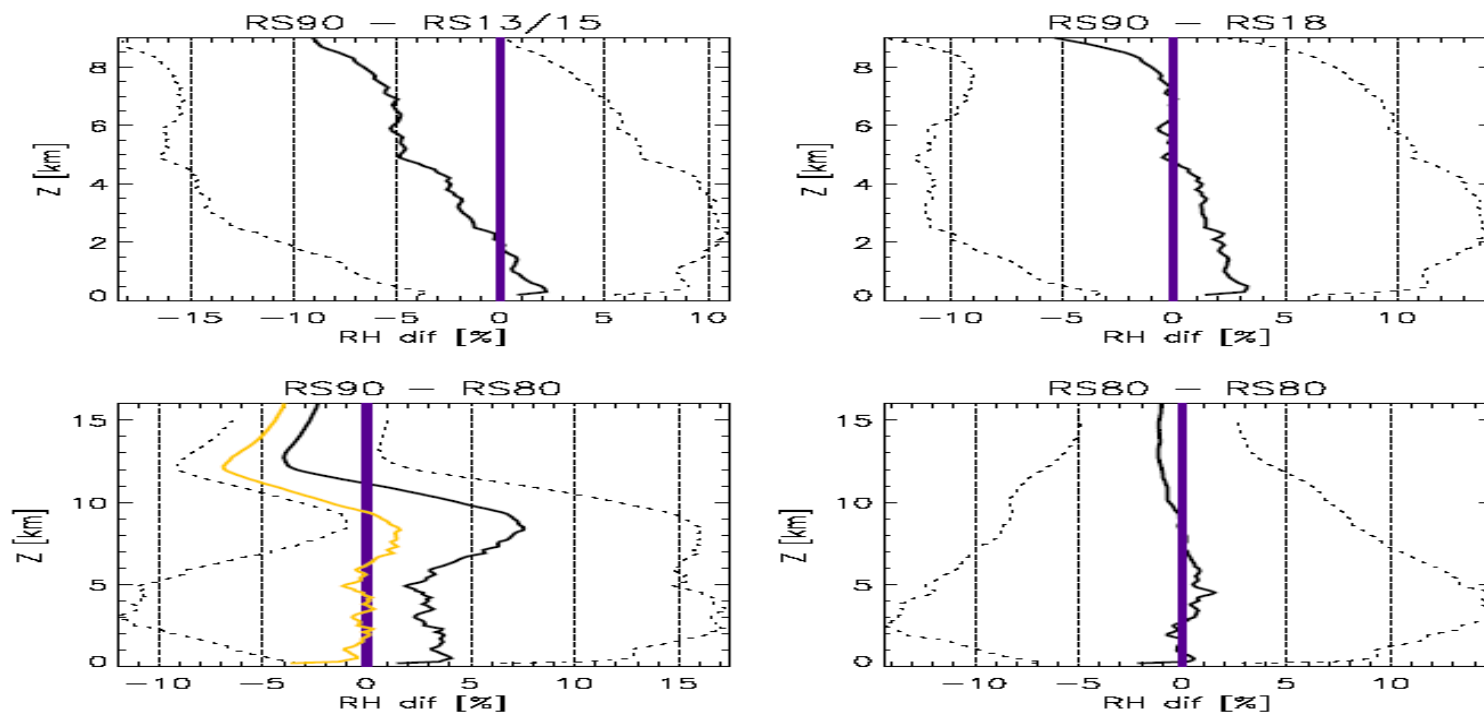 RS90 – RS13/15
8
6
4
2
0
Z [km]
−15 −10 −5 0 5 10
RH dif [%]
RS90 – RS18
8
6
4
2
0
Z [km]
−10 −5 0 5 10
RH dif [%]
RS90 – RS80
15
10
5
0
Z [km]
−10 −5 0 5 10 15
RH dif [%]
RS80 – RS80
15
10
5
0
Z [km]
−10 −5 0 5 10
RH dif [%]